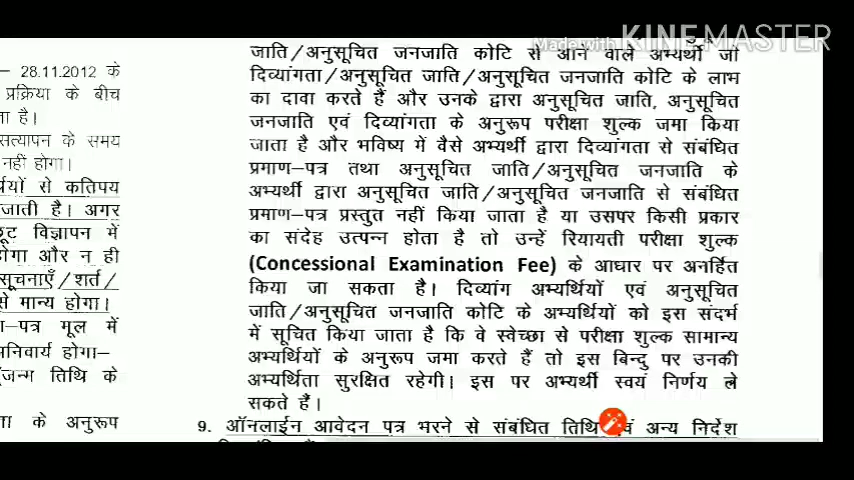 Made with KINEMASTER
– 28.11.2012 के
प्रक्रिया के बीच
ता है।
सत्यापन के समय
नहीं होगा।
र्थियों से कतिपय
जाती है। अगर
छूट विज्ञापन में
होगा और न ही
सूचनाएँ/शर्त/
से मान्य होगा।
ा–पत्र मूल में
अनिवार्य होगा–
(जन्म तिथि के
के अनुरूप
जाति/अनुसूचित जनजाति कोटि से आने वाले अभ्यर्थी जो
दिव्यांगता/अनुसूचित जाति/अनुसूचित जनजाति कोटि के लाभ
का दावा करते हैं और उनके द्वारा अनुसूचित जाति, अनुसूचित
जनजाति एवं दिव्यांगता के अनुरूप परीक्षा शुल्क जमा किया
जाता है और भविष्य में वैसे अभ्यर्थी द्वारा दिव्यांगता से संबंधित
प्रमाण–पत्र तथा अनुसूचित जाति/अनुसूचित जनजाति के
अभ्यर्थी द्वारा अनुसूचित जाति/अनुसूचित जनजाति से संबंधित
प्रमाण–पत्र प्रस्तुत नहीं किया जाता है या उसपर किसी प्रकार
का संदेह उत्पन्न होता है तो उन्हें रियायती परीक्षा शुल्क
(Concessional Examination Fee) के आधार पर अनर्हित
किया जा सकता है। दिव्यांग अभ्यर्थियों एवं अनुसूचित
जाति/अनुसूचित जनजाति कोटि के अभ्यर्थियों को इस संदर्भ
में सूचित किया जाता है कि वे स्वेच्छा से परीक्षा शुल्क सामान्य
अभ्यर्थियों के अनुरूप जमा करते हैं तो इस बिन्दु पर उनकी
अभ्यर्थिता सुरक्षित रहेगी। इस पर अभ्यर्थी स्वयं निर्णय ले
सकते हैं।
9. ऑनलाईन आवेदन पत्र भरने से संबंधित तिथि एवं अन्य निर्देश